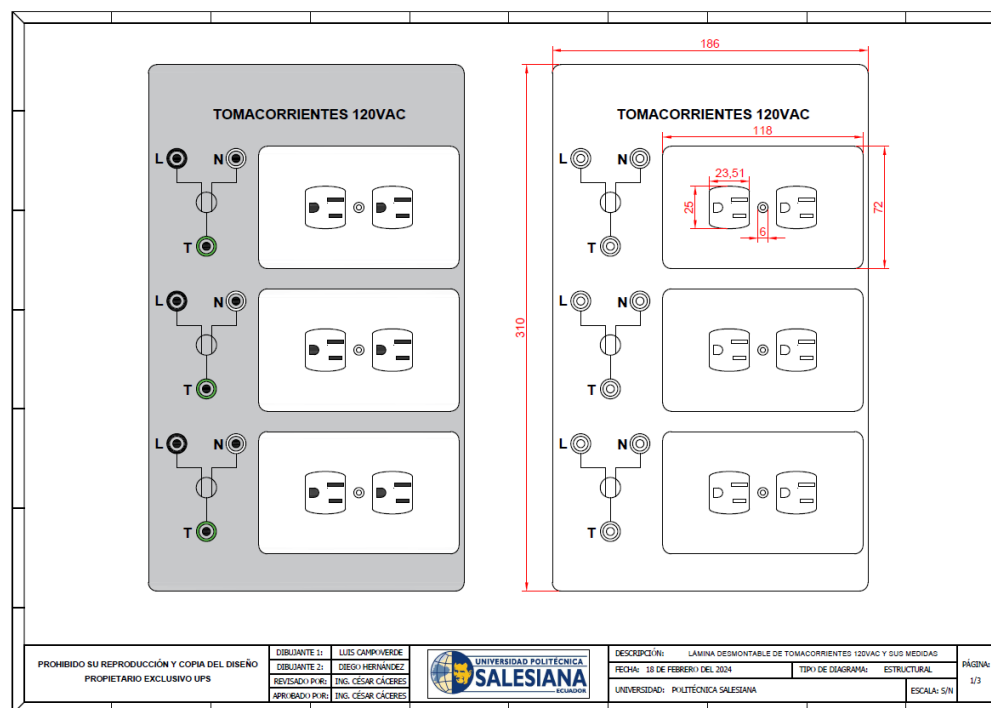 TOMACORRIENTES 120VAC
L N
T
L N
T
L N
T
186
TOMACORRIENTES 120VAC
118
L N
23,51
25
6
72
T
310
L N
T
L N
T
PROHIBIDO SU REPRODUCCIÓN Y COPIA DEL DISEÑO
PROPIETARIO EXCLUSIVO UPS
DIBUJANTE 1: LUIS CAMPOVERDE
DIBUJANTE 2: DIEGO HERNÁNDEZ
REVISADO POR: ING. CÉSAR CÁCERES
APROBADO POR: ING. CÉSAR CÁCERES
UNIVERSIDAD POLITÉCNICA
SALESIANA
ECUADOR
DESCRIPCIÓN: LÁMINA DESMONTABLE DE TOMACORRIENTES 120VAC Y SUS MEDIDAS
FECHA: 18 DE FEBRERO DEL 2024 TIPO DE DIAGRAMA: ESTRUCTURAL
UNIVERSIDAD: POLITÉCNICA SALESIANA ESCALA: S/N
PÁGINA:
1/3